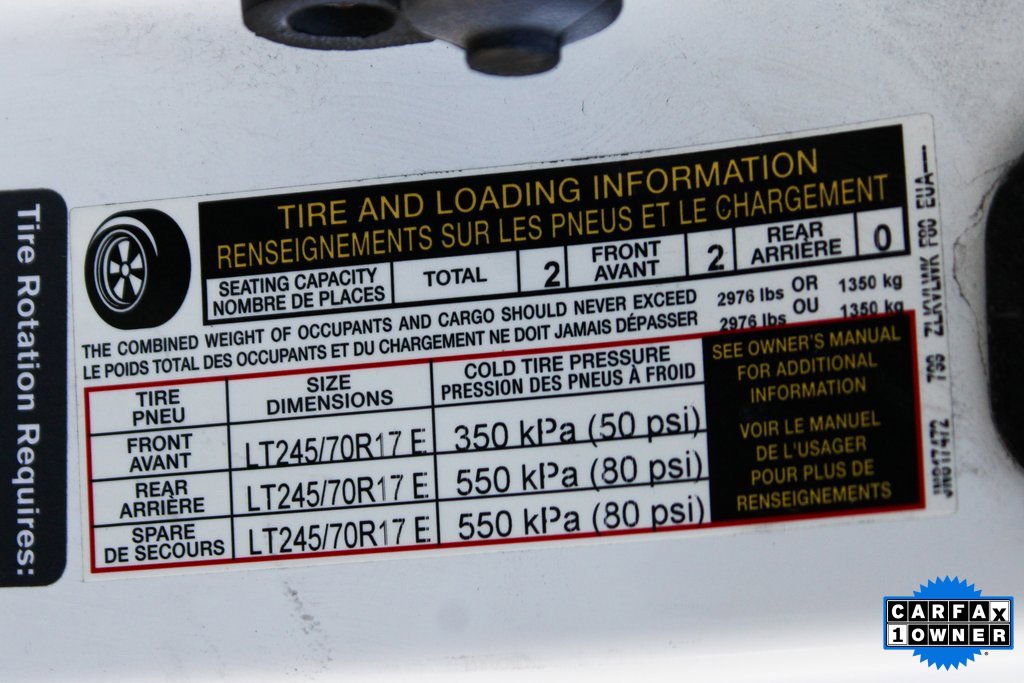 Tire Rotation Requires:
TIRE AND LOADING INFORMATION
RENSEIGNEMENTS SUR LES PNEUS ET LE CHARGEMENT
SEATING CAPACITY
NOMBRE DE PLACES
TOTAL
2
FRONT
AVANT
2
REAR
ARRIÈRE
0
THE COMBINED WEIGHT OF OCCUPANTS AND CARGO SHOULD NEVER EXCEED 2976 lbs OR 1350 kg
LE POIDS TOTAL DES OCCUPANTS ET DU CHARGEMENT NE DOIT JAMAIS DÉPASSER 2976 lbs OU 1350 kg
TIRE
PNEU
SIZE
DIMENSIONS
COLD TIRE PRESSURE
PRESSION DES PNEUS À FROID
FRONT
AVANT
LT245/70R17 E
350 kPa (50 psi)
REAR
ARRIÈRE
LT245/70R17 E
550 kPa (80 psi)
SPARE
DE SECOURS
LT245/70R17 E
550 kPa (80 psi)
SEE OWNER'S MANUAL
FOR ADDITIONAL
INFORMATION
VOIR LE MANUEL
DE L'USAGER
POUR PLUS DE
RENSEIGNEMENTS
CARFAX
1 OWNER